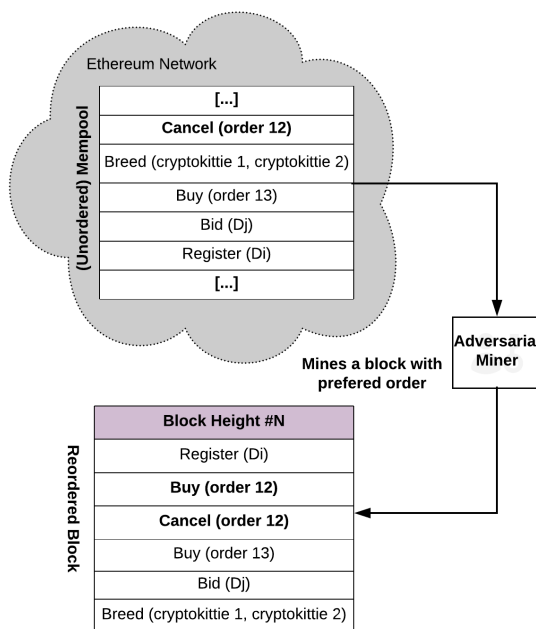 Ethereum Network
(Unordered) Mempool
[...]
Cancel (order 12)
Breed (cryptokittie 1, cryptokittie 2)
Buy (order 13)
Bid (Dj)
Register (Di)
[...]
Adversaria
Miner
Mines a block with
prefered order
Reordered Block
Block Height #N
Register (Di)
Buy (order 12)
Cancel (order 12)
Buy (order 13)
Bid (Dj)
Breed (cryptokittie 1, cryptokittie 2)